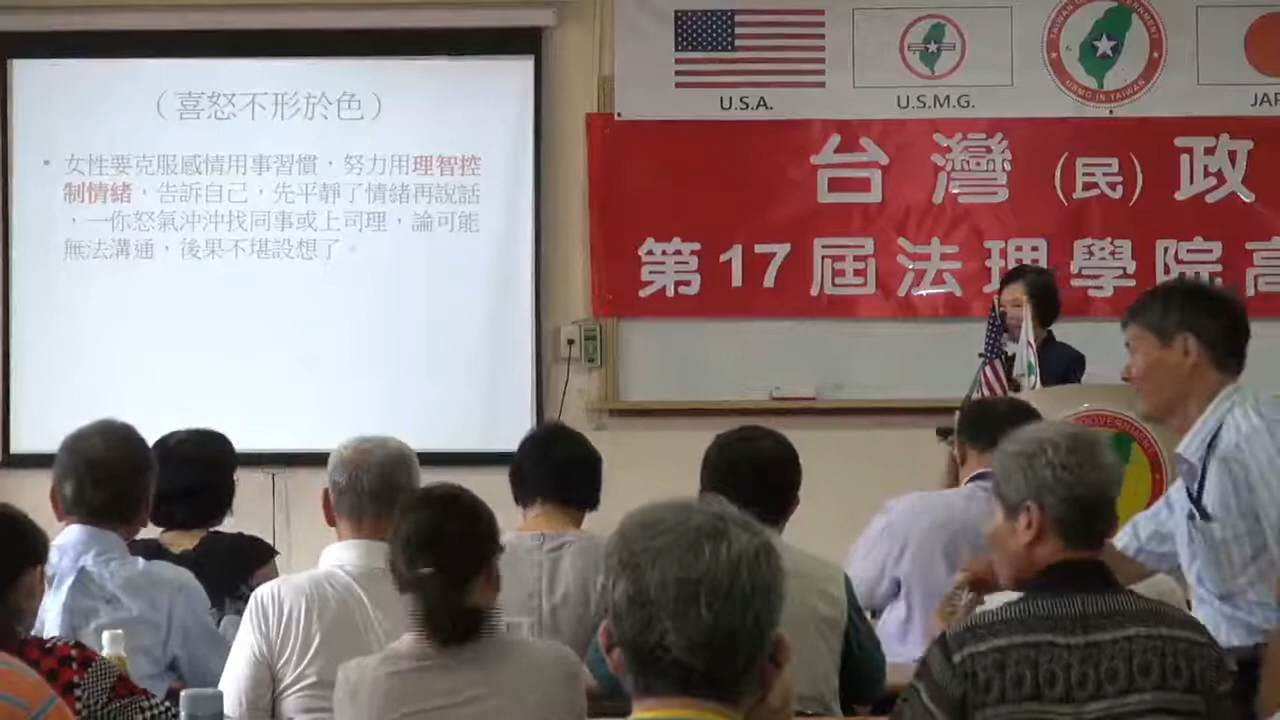 （喜怒不形於色）
▪ 女性要克服感情用事習慣，努力用理智控
制情緒，告訴自己，先平靜了情緒再說話
，一你怒氣沖沖找同事或上司理，論可能
無法溝通，後果不堪設想了。
U.S.A.
U.S.M.G.
USMG IN TAIWAN
台灣(民)政
第17屆法理學院高
GOVERNMENT